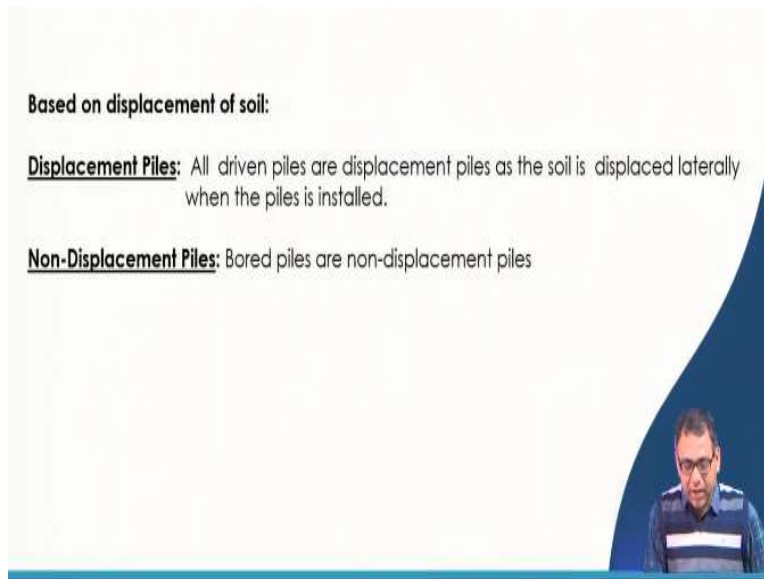 Based on displacement of soil:
Displacement Piles: All driven piles are displacement piles as the soil is displaced laterally
when the piles is installed.
Non-Displacement Piles: Bored piles are non-displacement piles